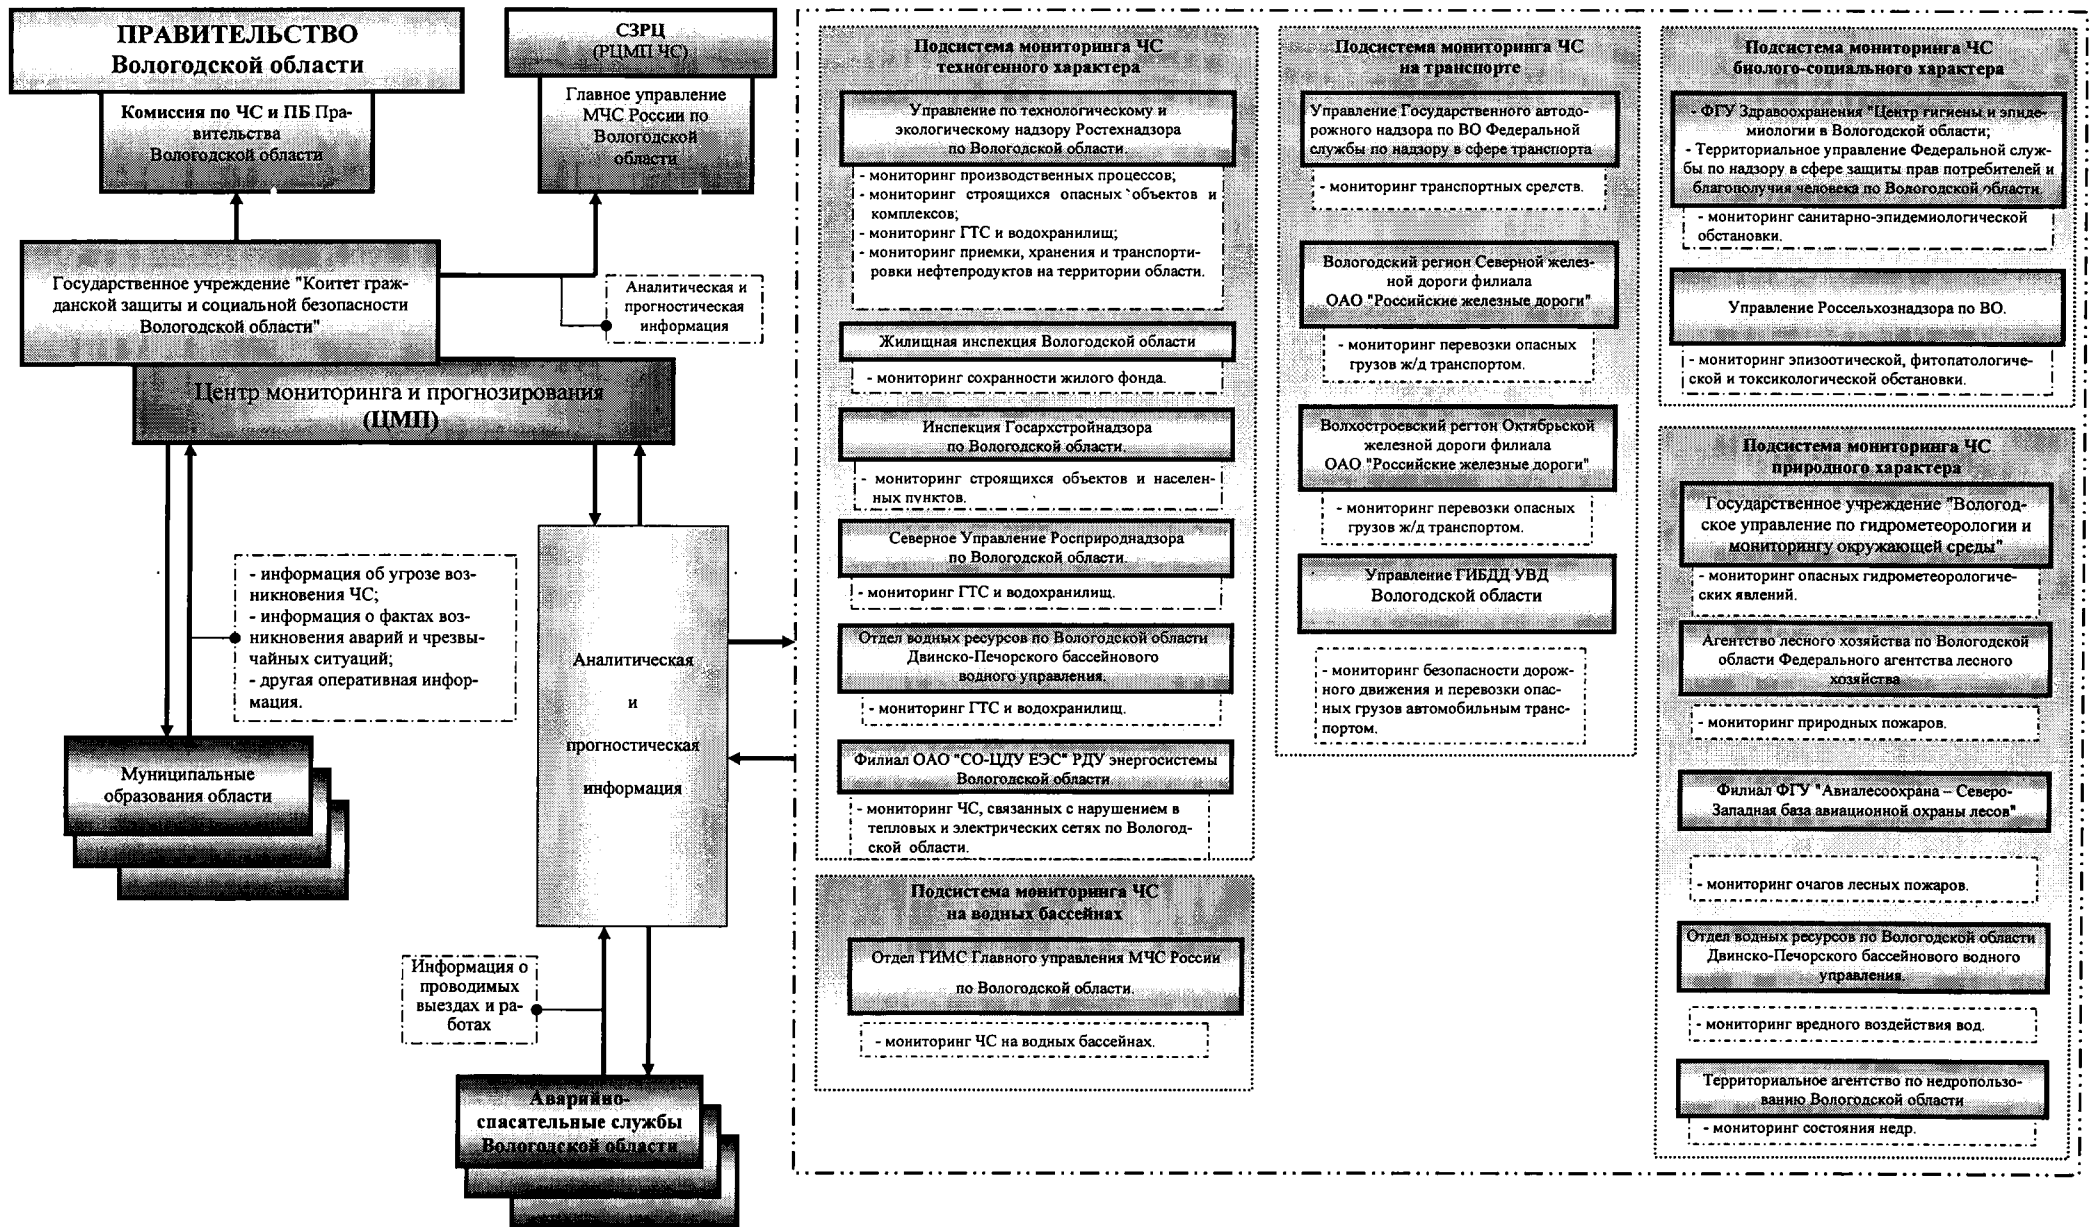 ПРАВИТЕЛЬСТВО
Вологодской области
Комиссия по ЧС и ПБ Пра-
вительства
Вологодской области
СЗРЦ
(РЦМП ЧС)
Главное управление
МЧС России по
Вологодской
области
Государственное учреждение "Коитет граж-
данской защиты и социальной безопасности
Вологодской области"
Аналитическая и
прогностическая
информация
Центр мониторинга и прогнозирования
(ЦМП)
- информация об угрозе воз-
никновения ЧС;
- информация о фактах воз-
никновения аварий и чрезвы-
чайных ситуаций;
- другая оперативная инфор-
мация.
Муниципальные
образования области
Аналитическая
и
прогностическая
информация
Информация о
проводимых
выездах и ра-
ботах
Аварийно-
спасательные службы
Вологодской области
Подсистема мониторинга ЧС
техногенного характера
Управление по технологическому и
экологическому надзору Ростехнадзора
по Вологодской области.
- мониторинг производственных процессов;
- мониторинг строящихся опасных объектов и
комплексов;
- мониторинг ГТС и водохранилищ;
- мониторинг приемки, хранения и транспорти-
ровки нефтепродуктов на территории области.
Жилищная инспекция Вологодской области
- мониторинг сохранности жилого фонда.
Инспекция Госархстройнадзора
по Вологодской области.
- мониторинг строящихся объектов и населен-
ных пунктов.
Северное Управление Росприроднадзора
по Вологодской области.
- мониторинг ГТС и водохранилищ.
Отдел водных ресурсов по Вологодской области
Двинско-Печорского бассейнового
водного управления.
- мониторинг ГТС и водохранилищ.
Филиал ОАО "СО-ЦДУ ЕЭС" РДУ энергосистемы
Вологодской области
- мониторинг ЧС, связанных с нарушением в
тепловых и электрических сетях по Вологод-
ской области.
Подсистема мониторинга ЧС
на водных бассейнах
Отдел ГИМС Главного управления МЧС России
по Вологодской области.
- мониторинг ЧС на водных бассейнах.
Подсистема мониторинга ЧС
на транспорте
Управление Государственного автодо-
рожного надзора по ВО Федеральной
службы по надзору в сфере транспорта
- мониторинг транспортных средств.
Вологодский регион Северной желез-
ной дороги филиала
ОАО "Российские железные дороги"
- мониторинг перевозки опасных
грузов ж/д транспортом.
Волхостроевский регтон Октябрьской
железной дороги филиала
ОАО "Российские железные дороги"
- мониторинг перевозки опасных
грузов ж/д транспортом.
Управление ГИБДД УВД
Вологодской области
- мониторинг безопасности дорож-
ного движения и перевозки опас-
ных грузов автомобильным транс-
портом.
Подсистема мониторинга ЧС
биолого-социального характера
- ФГУ Здравоохранения "Центр гигиены и эпиде-
миологии в Вологодской области;
- Территориальное управление Федеральной служ-
бы по надзору в сфере защиты прав потребителей и
благополучия человека по Вологодской области.
- мониторинг санитарно-эпидемиологической
обстановки.
Управление Россельхознадзора по ВО.
- мониторинг эпизоотической, фитопатологиче-
ской и токсикологической обстановки.
Подсистема мониторинга ЧС
природного характера
Государственное учреждение "Вологод-
ское управление по гидрометеорологии и
мониторингу окружающей среды"
- мониторинг опасных гидрометеорологиче-
ских явлений.
Агентство лесного хозяйства по Вологодской
области Федерального агентства лесного
хозяйства
- мониторинг природных пожаров.
Филиал ФГУ "Авиалесоохрана – Северо-
Западная база авиационной охраны лесов"
- мониторинг очагов лесных пожаров.
Отдел водных ресурсов по Вологодской области
Двинско-Печорского бассейнового водного
управления.
- мониторинг вредного воздействия вод.
Территориальное агентство по недропользо-
ванию Вологодской области
- мониторинг состояния недр.